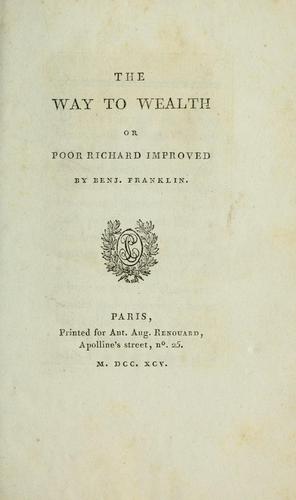 THE
WAY TO WEALTH
OR
POOR RICHARD IMPROVED
BY BENJ. FRANKLIN.
PARIS,
Printed for Ant. Aug. RENOUARD,
Apolline's street, nº. 25.
M. DCC. XCV.